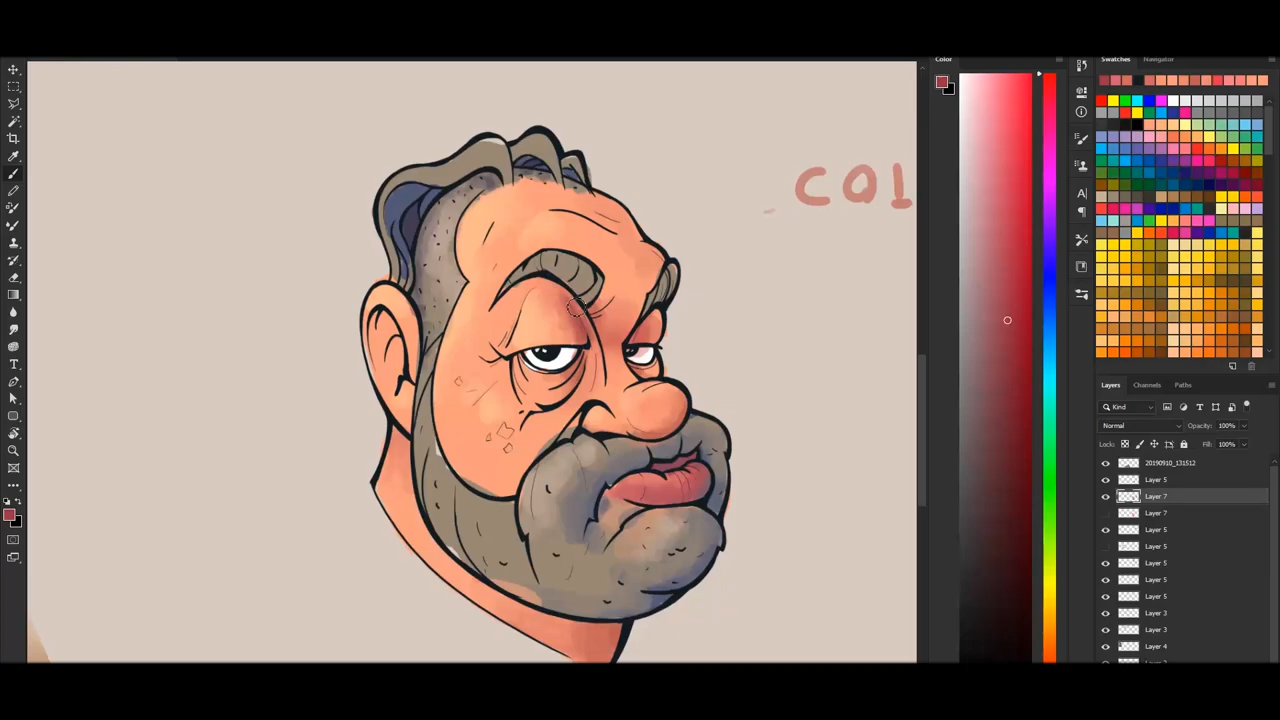 Color
Swatches Navigator
COL
Layers Channels Paths
Kind
Normal Opacity: 100%
Lock: Fill: 100%
20190910_131512
Layer 5
Layer 7
Layer 7
Layer 5
Layer 5
Layer 5
Layer 5
Layer 5
Layer 3
Layer 3
Layer 4